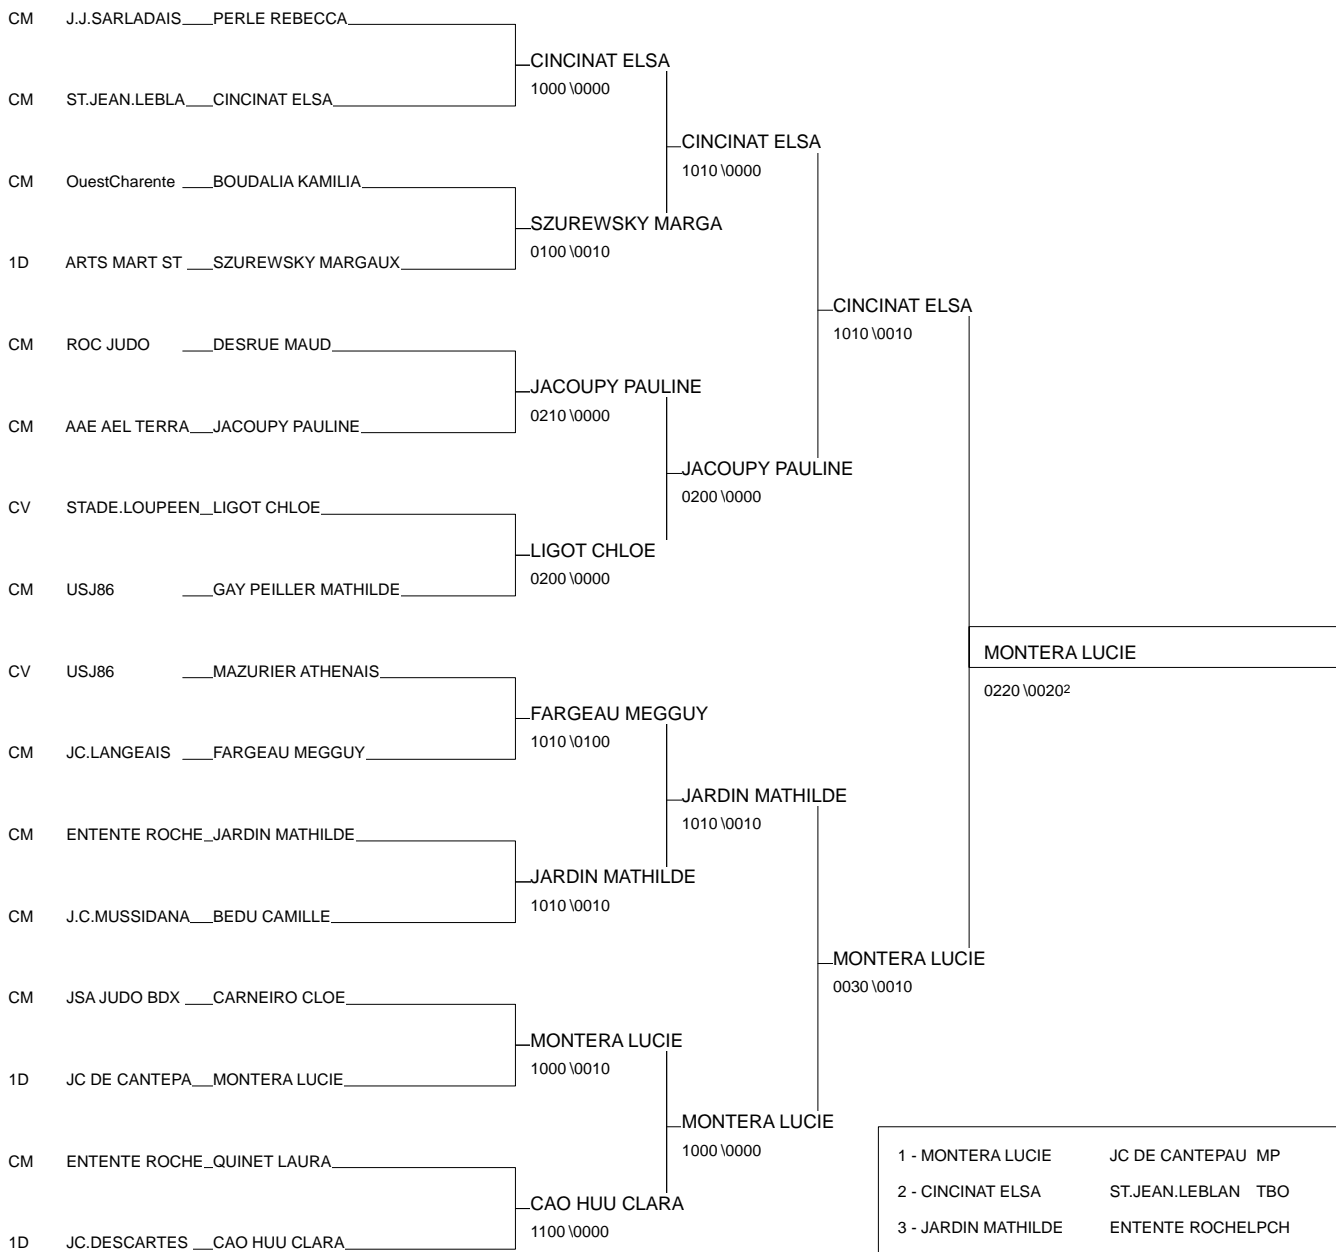 CM J.J.SARLADAIS PERLE REBECCA
CINCINAT ELSA
1000 \0000
CM ST.JEAN.LEBLA CINCINAT ELSA
CINCINAT ELSA
1010 \0000
CM OuestCharente BOUDALIA KAMILIA
SZUREWSKY MARGA
0100 \0010
1D ARTS MART ST SZUREWSKY MARGAUX
CINCINAT ELSA
1010 \0010
CM ROC JUDO DESRUE MAUD
JACOUPY PAULINE
0210 \0000
CM AAE AEL TERRA JACOUPY PAULINE
JACOUPY PAULINE
0200 \0000
CV STADE.LOUPEEN LIGOT CHLOE
LIGOT CHLOE
0200 \0000
CM USJ86 GAY PEILLER MATHILDE
MONTERA LUCIE
0220 \0020²
CV USJ86 MAZURIER ATHENAIS
FARGEAU MEGGUY
1010 \0100
CM JC.LANGEAIS FARGEAU MEGGUY
JARDIN MATHILDE
1010 \0010
CM ENTENTE ROCHE JARDIN MATHILDE
JARDIN MATHILDE
1010 \0010
CM J.C.MUSSIDANA BEDU CAMILLE
MONTERA LUCIE
0030 \0010
CM JSA JUDO BDX CARNEIRO CLOE
MONTERA LUCIE
1000 \0010
1D JC DE CANTEPA MONTERA LUCIE
MONTERA LUCIE
1000 \0000
CM ENTENTE ROCHE QUINET LAURA
CAO HUU CLARA
1100 \0000
1D JC.DESCARTES CAO HUU CLARA
1 - MONTERA LUCIE JC DE CANTEPAU MP
2 - CINCINAT ELSA ST.JEAN.LEBLAN TBO
3 - JARDIN MATHILDE ENTENTE ROCHELPCH